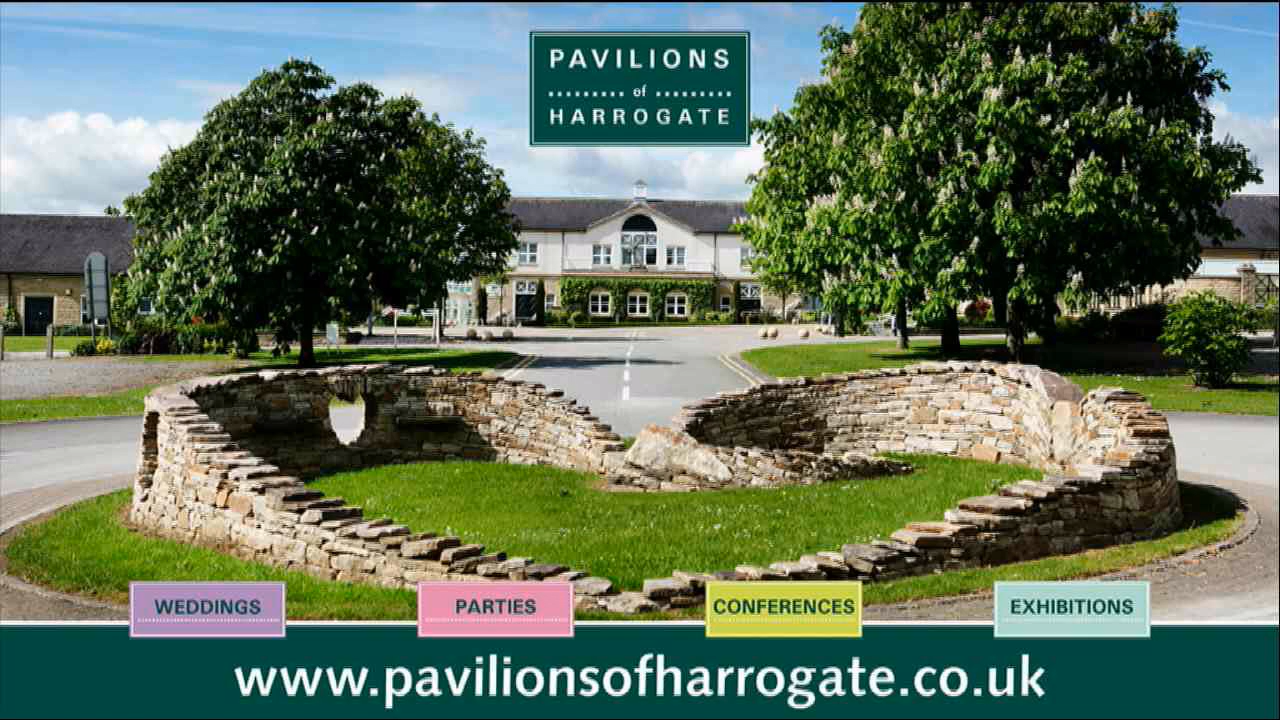 PAVILIONS
of
HARROGATE
WEDDINGS
PARTIES
CONFERENCES
EXHIBITIONS
www.pavilionsofharrogate.co.uk